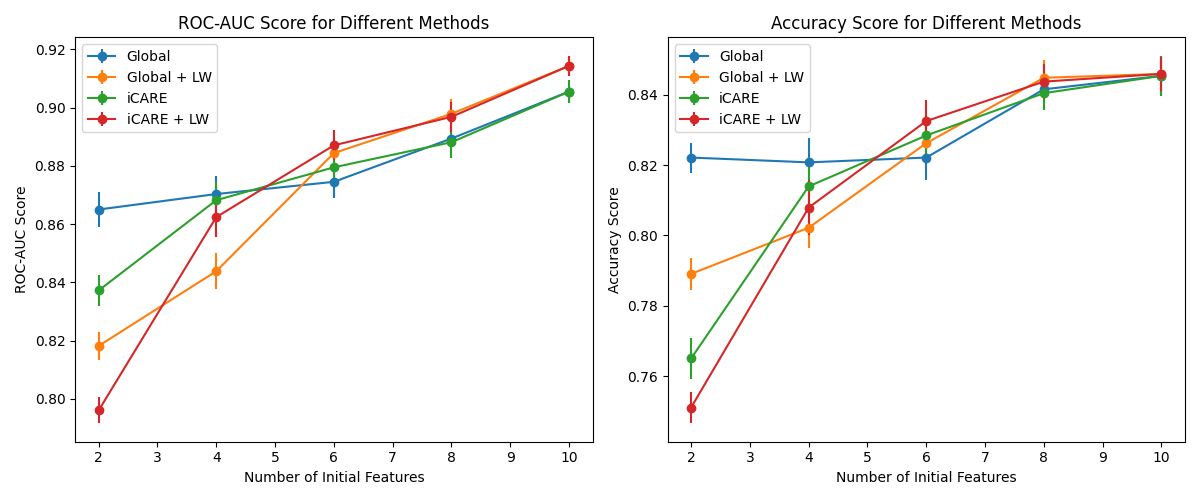 ROC-AUC Score for Different Methods
ROC-AUC Score
0.92
0.90
0.88
0.86
0.84
0.82
0.80
Global
Global + LW
iCARE
iCARE + LW
2 3 4 5 6 7 8 9 10
Number of Initial Features
Accuracy Score for Different Methods
Accuracy Score
0.84
0.82
0.80
0.78
0.76
Global
Global + LW
iCARE
iCARE + LW
2 3 4 5 6 7 8 9 10
Number of Initial Features